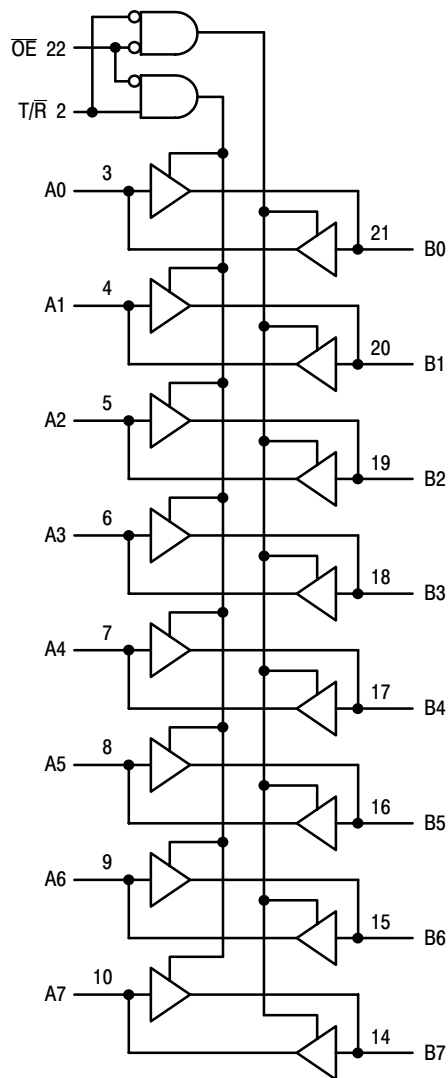 O̅E̅ 22
T/R̅ 2
A0 3
21 B0
A1 4
20 B1
A2 5
19 B2
A3 6
18 B3
A4 7
17 B4
A5 8
16 B5
A6 9
15 B6
A7 10
14 B7